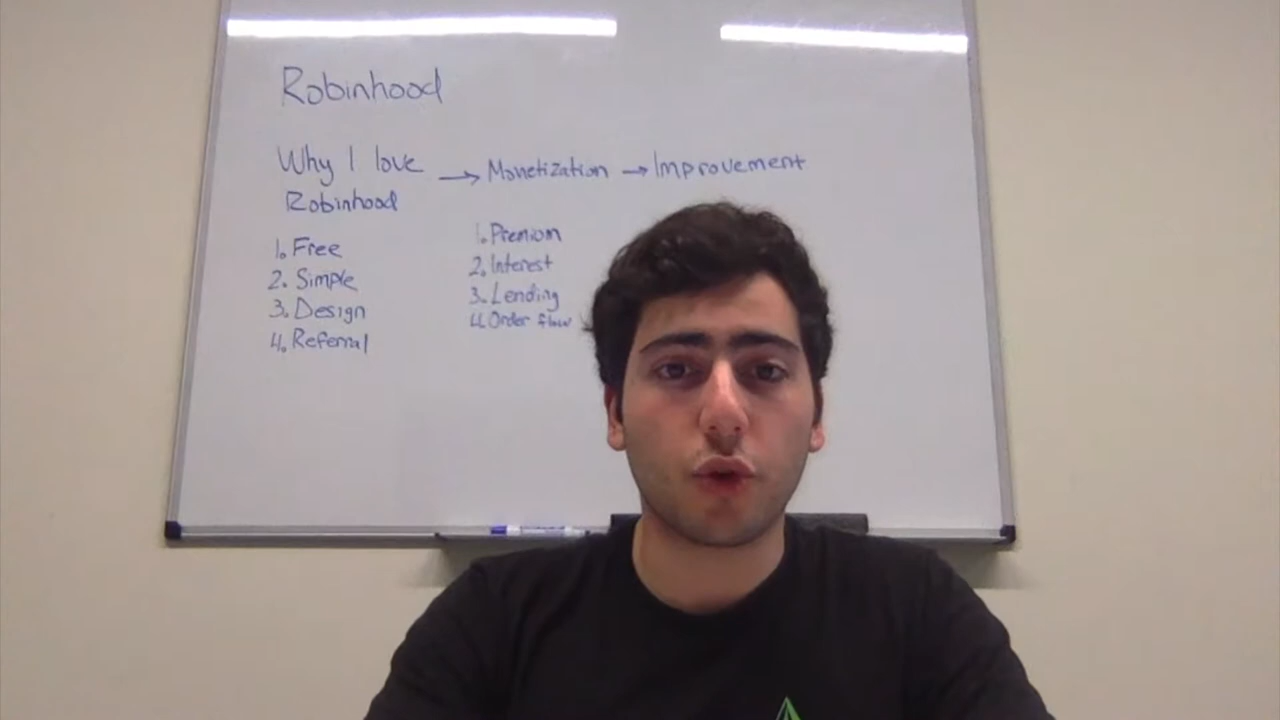 Robinhood
Why I love
Robinhood
→ Monetization → Improvement
1. Free
2. Simple
3. Design
4. Referral
1. Premium
2. Interest
3. Lending
4. Order flow